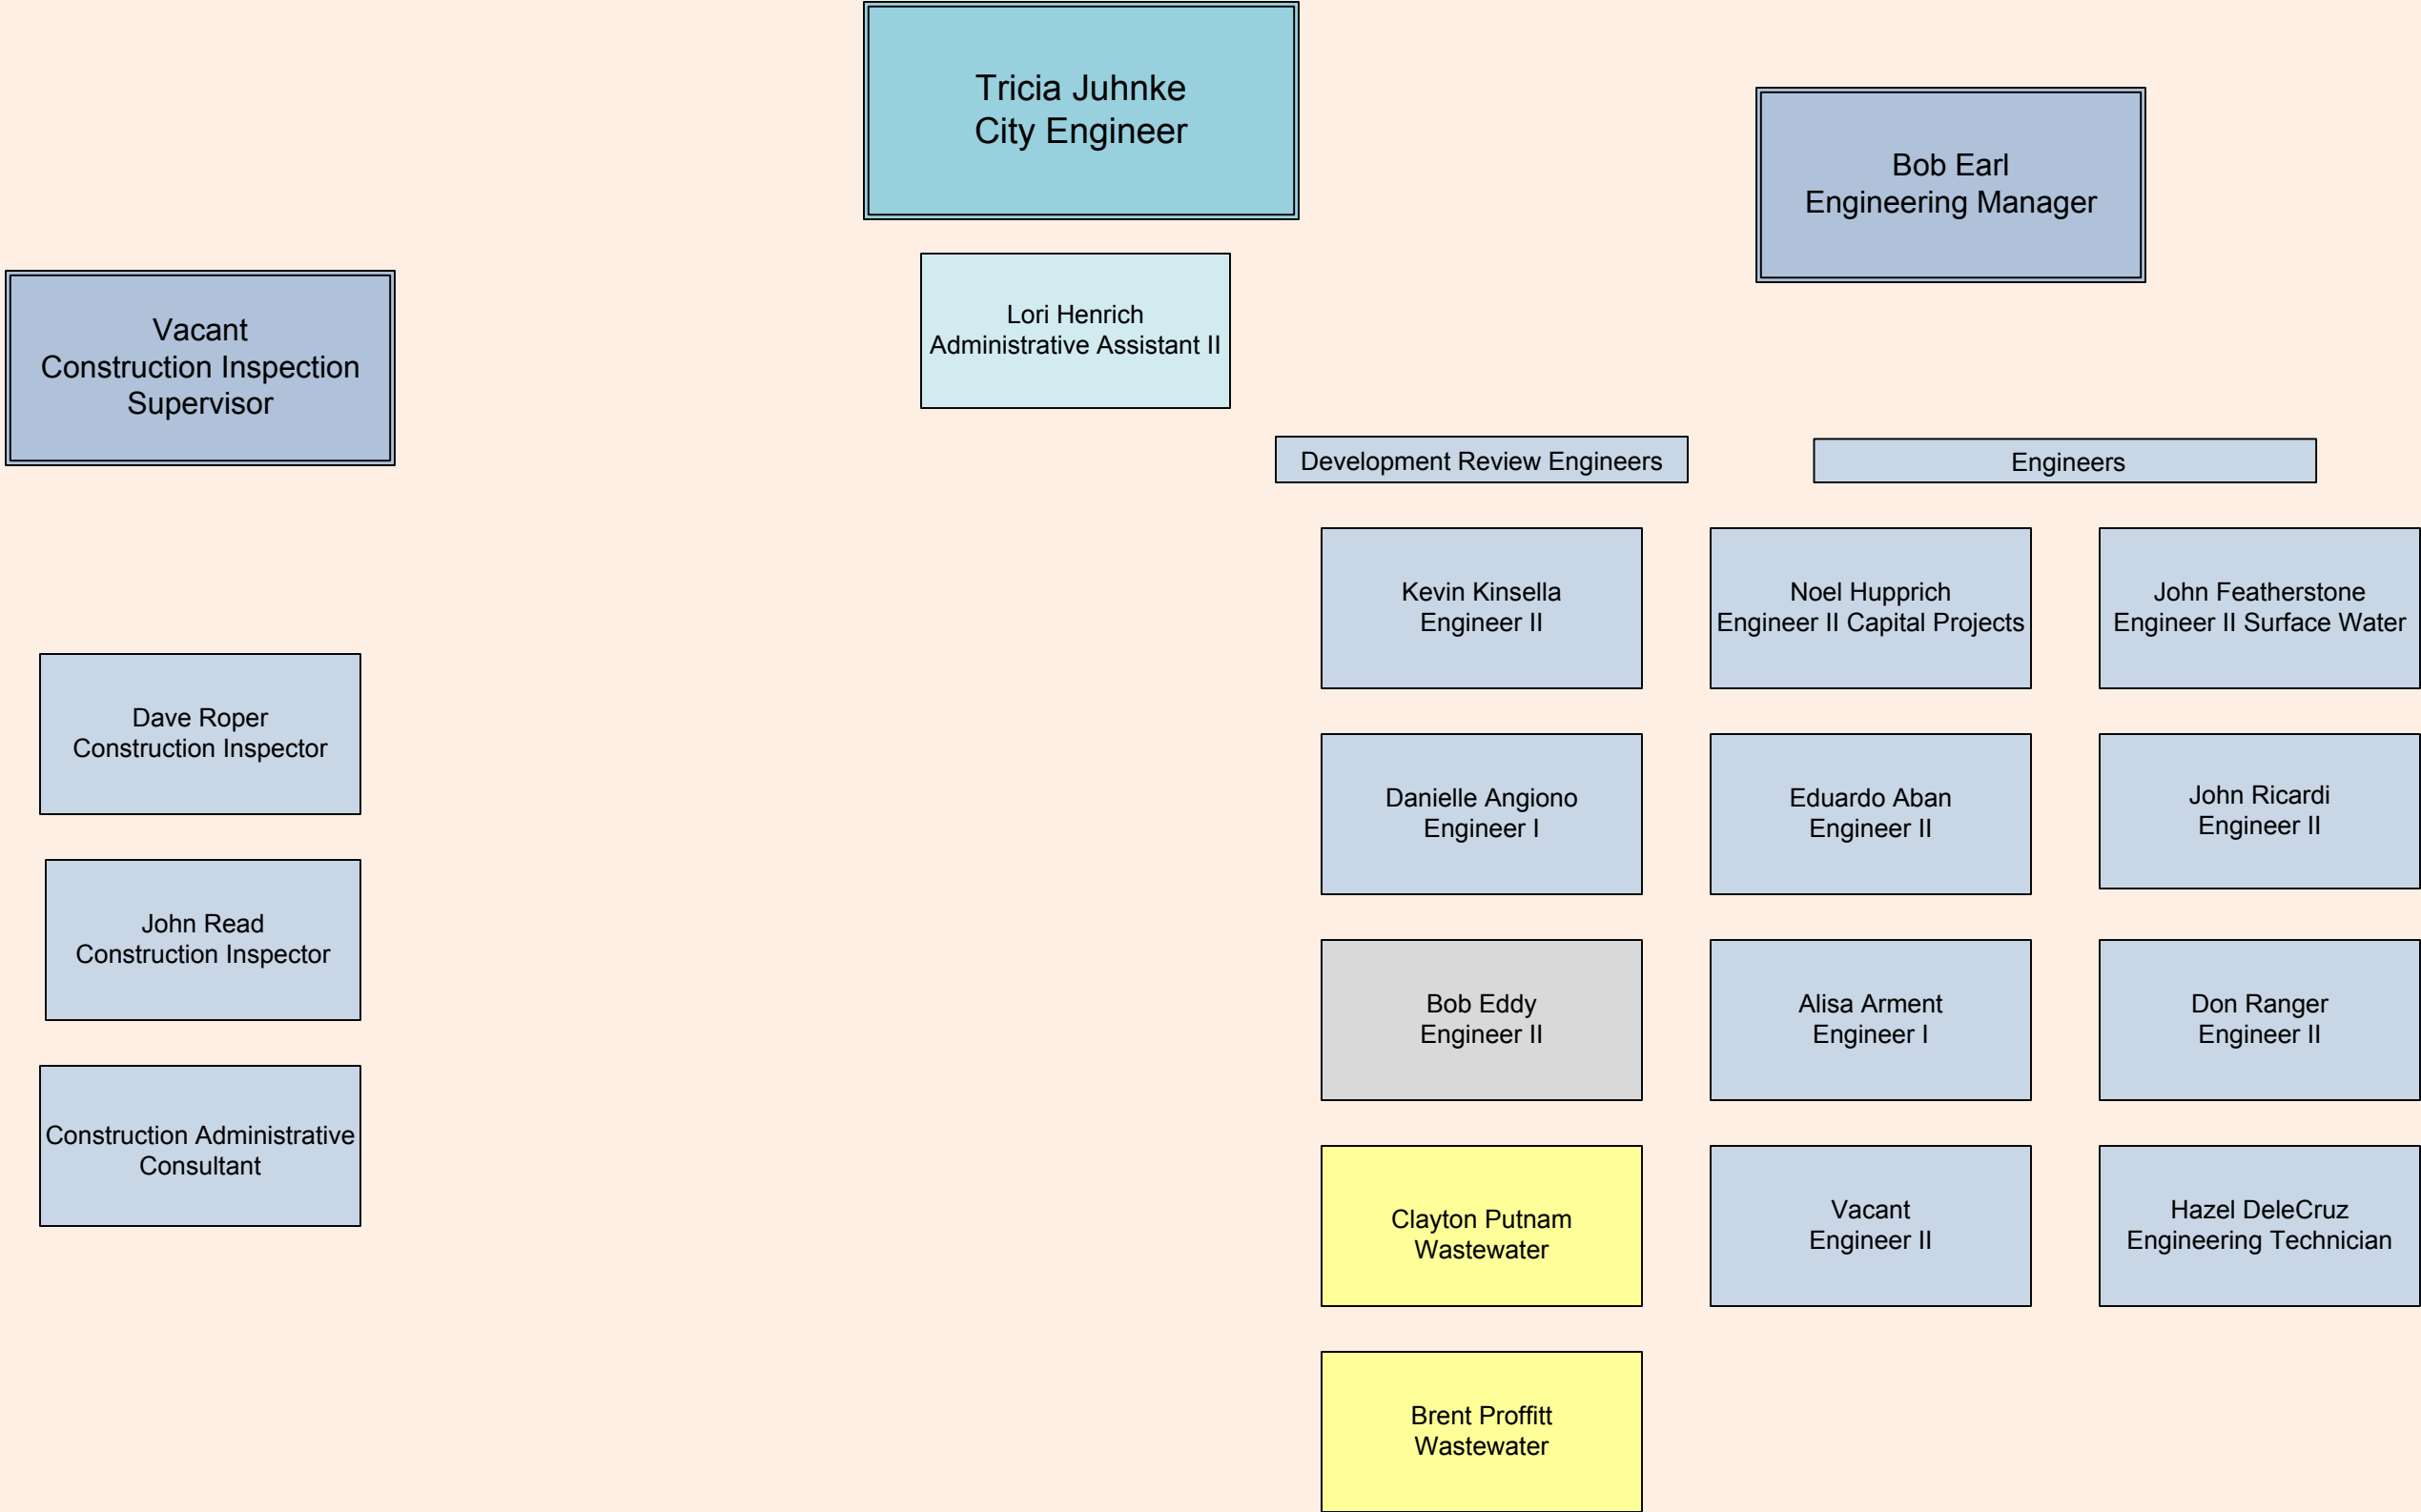 Tricia Juhnke
City Engineer
Bob Earl
Engineering Manager
Lori Henrich
Administrative Assistant II
Vacant
Construction Inspection
Supervisor
Development Review Engineers
Engineers
Kevin Kinsella
Engineer II
Noel Hupprich
Engineer II Capital Projects
John Featherstone
Engineer II Surface Water
Dave Roper
Construction Inspector
Danielle Angiono
Engineer I
Eduardo Aban
Engineer II
John Ricardi
Engineer II
John Read
Construction Inspector
Bob Eddy
Engineer II
Alisa Arment
Engineer I
Don Ranger
Engineer II
Construction Administrative
Consultant
Clayton Putnam
Wastewater
Vacant
Engineer II
Hazel DeleCruz
Engineering Technician
Brent Proffitt
Wastewater